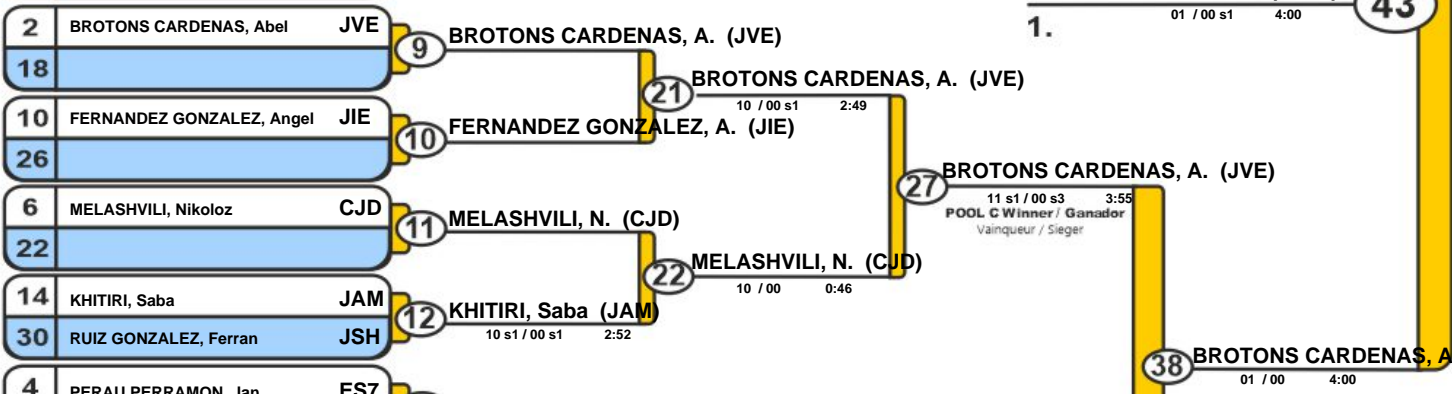 01 / 00 s1 4:00
43
1.
2 BROTONS CARDENAS, Abel JVE
18
9
BROTONS CARDENAS, A. (JVE)
21
BROTONS CARDENAS, A. (JVE)
10 / 00 s1 2:49
10 FERNANDEZ GONZALEZ, Angel JIE
26
10
FERNANDEZ GONZALEZ, A. (JIE)
27
BROTONS CARDENAS, A. (JVE)
11 s1 / 00 s3 3:55
POOL C Winner / Ganador
Vainqueur / Sieger
6 MELASHVILI, Nikoloz CJD
22
11
MELASHVILI, N. (CJD)
22
MELASHVILI, N. (CJD)
10 / 00 0:46
14 KHITIRI, Saba JAM
30 RUIZ GONZALEZ, Ferran JSH
12
KHITIRI, Saba (JAM)
10 s1 / 00 s1 2:52
38
BROTONS CARDENAS, A
01 / 00 4:00
4 PERAU PERRAMON, Jan ES7